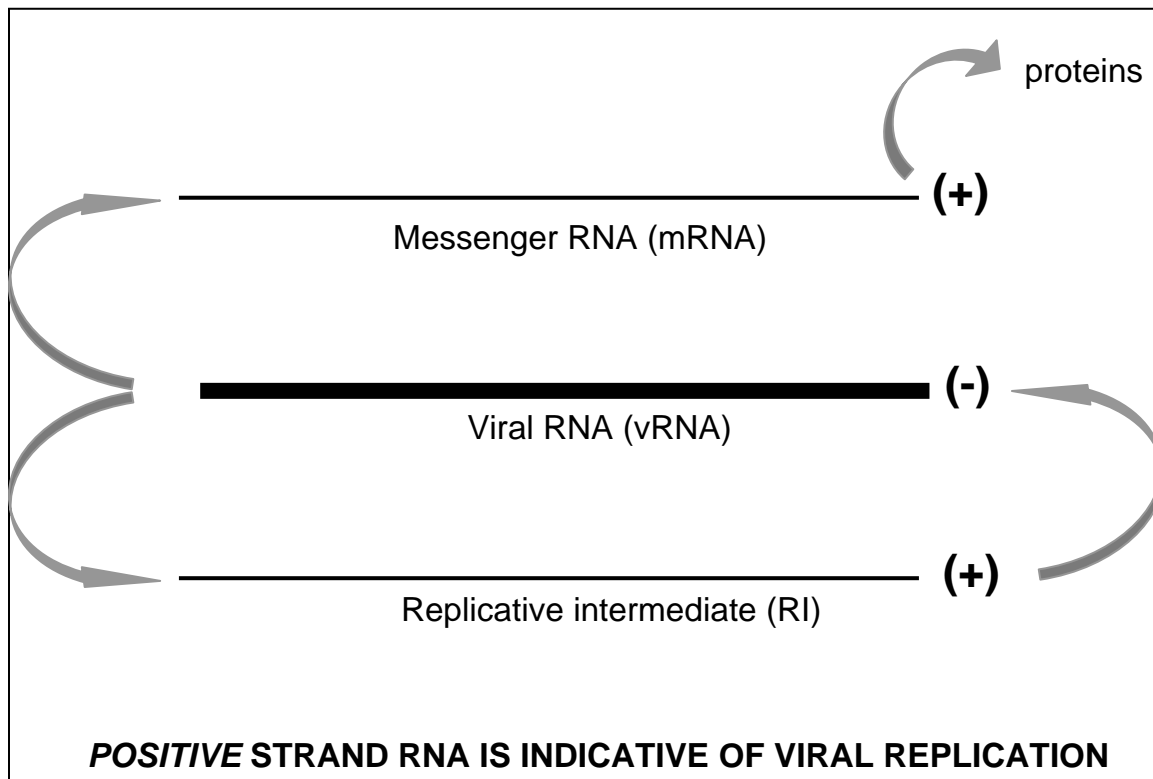 proteins
(+)
Messenger RNA (mRNA)
(-)
Viral RNA (vRNA)
(+)
Replicative intermediate (RI)
POSITIVE STRAND RNA IS INDICATIVE OF VIRAL REPLICATION